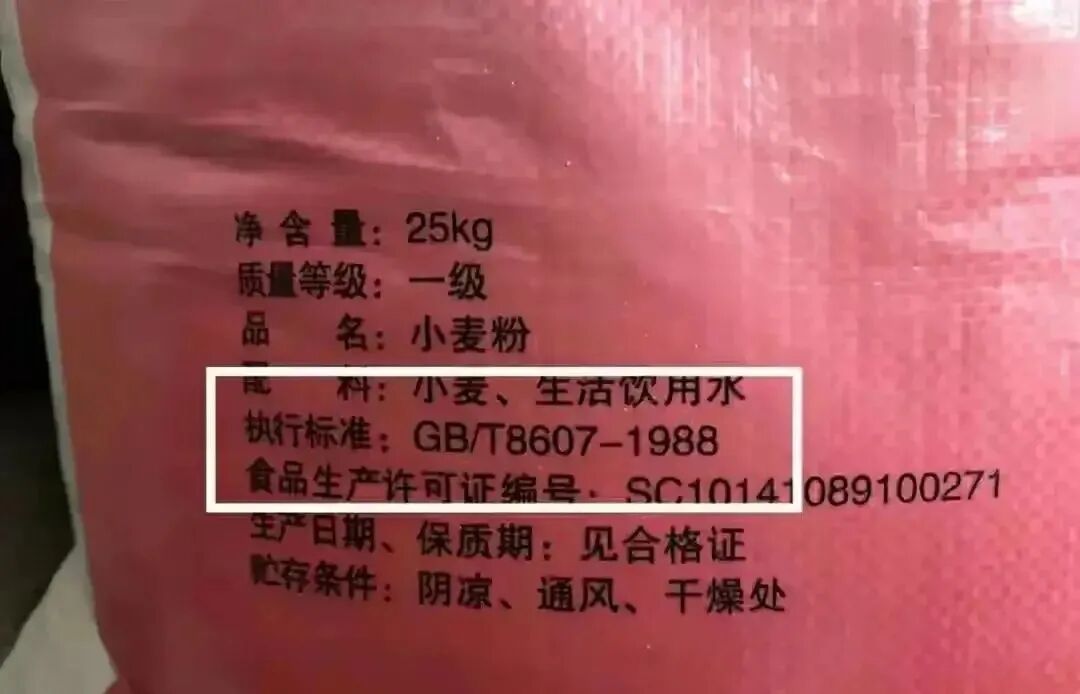 净含量：25kg
质量等级：一级
品名：小麦粉
配料：小麦、生活饮用水
执行标准：GB/T8607-1988
食品生产许可证编号：SC10141089100271
生产日期、保质期：见合格证
贮存条件：阴凉、通风、干燥处